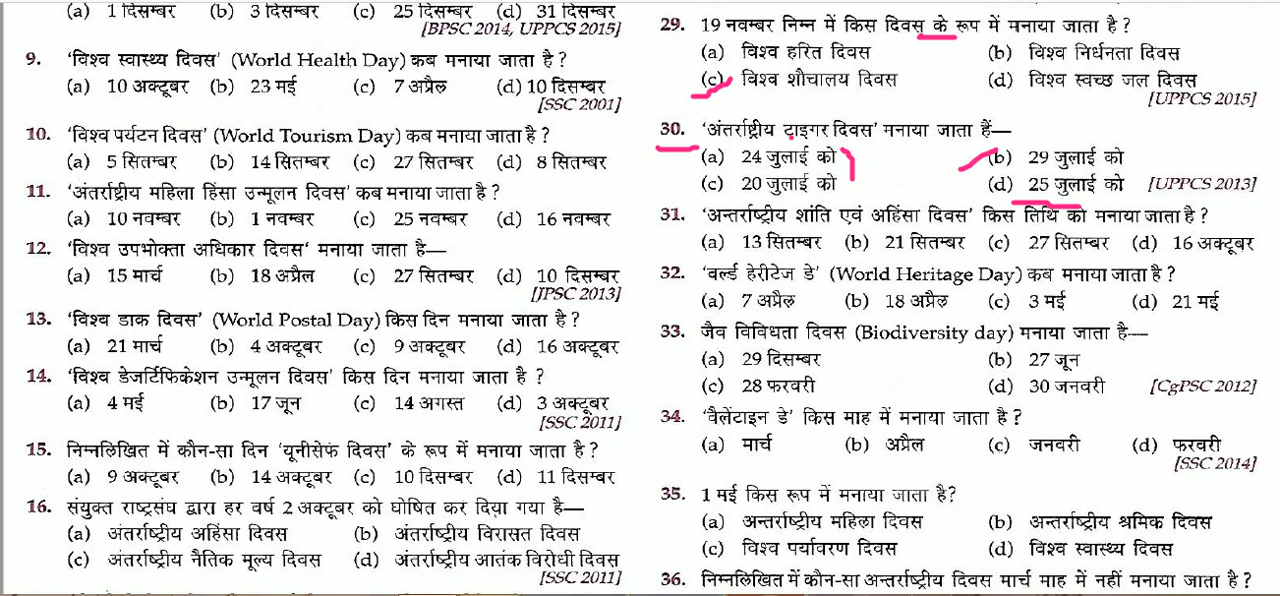 (a) 1 दिसम्बर (b) 3 दिसम्बर (c) 25 दिसम्बर (d) 31 दिसम्बर
[BPSC 2014, UPPCS 2015]
9. ‘विश्व स्वास्थ्य दिवस’ (World Health Day) कब मनाया जाता है ?
(a) 10 अक्टूबर (b) 23 मई (c) 7 अप्रैल (d) 10 दिसम्बर
[SSC 2001]
10. ‘विश्व पर्यटन दिवस’ (World Tourism Day) कब मनाया जाता है ?
(a) 5 सितम्बर (b) 14 सितम्बर (c) 27 सितम्बर (d) 8 सितम्बर
11. ‘अंतर्राष्ट्रीय महिला हिंसा उन्मूलन दिवस’ कब मनाया जाता है ?
(a) 10 नवम्बर (b) 1 नवम्बर (c) 25 नवम्बर (d) 16 नवम्बर
12. ‘विश्व उपभोक्ता अधिकार दिवस‘ मनाया जाता है—
(a) 15 मार्च (b) 18 अप्रैल (c) 27 सितम्बर (d) 10 दिसम्बर
[JPSC 2013]
13. ‘विश्व डाक दिवस’ (World Postal Day) किस दिन मनाया जाता है ?
(a) 21 मार्च (b) 4 अक्टूबर (c) 9 अक्टूबर (d) 16 अक्टूबर
14. ‘विश्व डेजर्टिफिकेशन उन्मूलन दिवस’ किस दिन मनाया जाता है ?
(a) 4 मई (b) 17 जून (c) 14 अगस्त (d) 3 अक्टूबर
[SSC 2011]
15. निम्नलिखित में कौन-सा दिन ‘यूनीसेफ दिवस’ के रूप में मनाया जाता है ?
(a) 9 अक्टूबर (b) 14 अक्टूबर (c) 10 दिसम्बर (d) 11 दिसम्बर
16. संयुक्त राष्ट्रसंघ द्वारा हर वर्ष 2 अक्टूबर को घोषित कर दिया गया है—
(a) अंतर्राष्ट्रीय अहिंसा दिवस (b) अंतर्राष्ट्रीय विरासत दिवस
(c) अंतर्राष्ट्रीय नैतिक मूल्य दिवस (d) अंतर्राष्ट्रीय आतंक विरोधी दिवस
[SSC 2011]
29. 19 नवम्बर निम्न में किस दिवस के रूप में मनाया जाता है ?
(a) विश्व हरित दिवस (b) विश्व निर्धनता दिवस
(c) विश्व शौचालय दिवस (d) विश्व स्वच्छ जल दिवस
[UPPCS 2015]
30. ‘अंतर्राष्ट्रीय टाइगर दिवस’ मनाया जाता हैं—
(a) 24 जुलाई को (b) 29 जुलाई को
(c) 20 जुलाई को (d) 25 जुलाई को [UPPCS 2013]
31. ‘अन्तर्राष्ट्रीय शांति एवं अहिंसा दिवस’ किस तिथि को मनाया जाता है ?
(a) 13 सितम्बर (b) 21 सितम्बर (c) 27 सितम्बर (d) 16 अक्टूबर
32. ‘वर्ल्ड हेरीटेज डे’ (World Heritage Day) कब मनाया जाता है ?
(a) 7 अप्रैल (b) 18 अप्रैल (c) 3 मई (d) 21 मई
33. जैव विविधता दिवस (Biodiversity day) मनाया जाता है—
(a) 29 दिसम्बर (b) 27 जून
(c) 28 फरवरी (d) 30 जनवरी [CgPSC 2012]
34. ‘वैलेंटाइन डे’ किस माह में मनाया जाता है ?
(a) मार्च (b) अप्रैल (c) जनवरी (d) फरवरी
[SSC 2014]
35. 1 मई किस रूप में मनाया जाता है?
(a) अन्तर्राष्ट्रीय महिला दिवस (b) अन्तर्राष्ट्रीय श्रमिक दिवस
(c) विश्व पर्यावरण दिवस (d) विश्व स्वास्थ्य दिवस
36. निम्नलिखित में कौन-सा अन्तर्राष्ट्रीय दिवस मार्च माह में नहीं मनाया जाता है ?